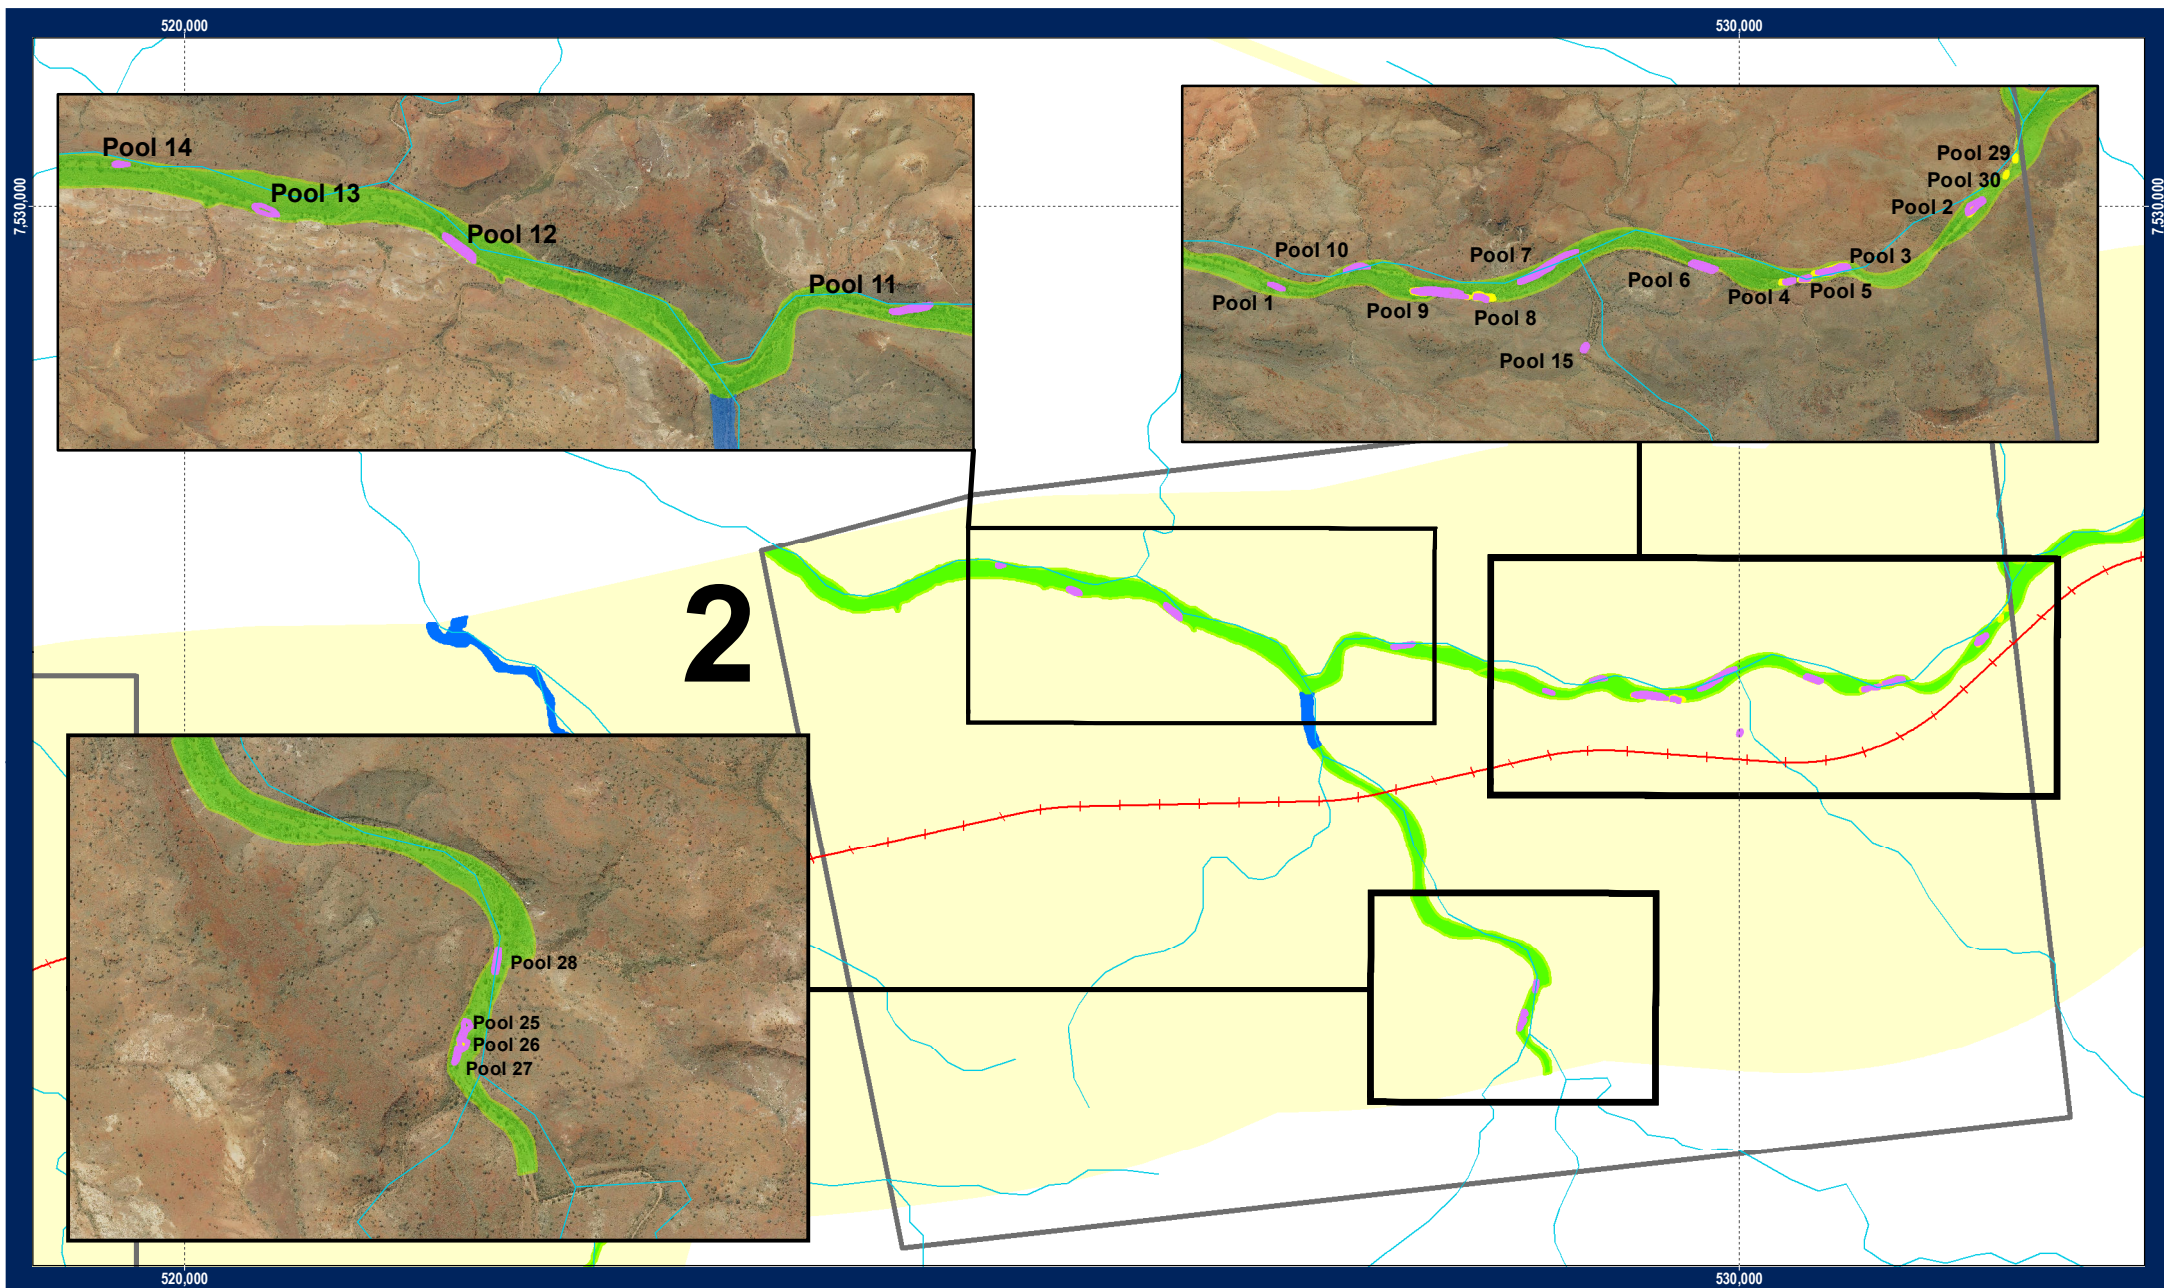 520,000
530,000
7,530,000
7,530,000
Pool 14
Pool 13
Pool 12
Pool 11
Pool 29
Pool 30
Pool 2
Pool 10
Pool 7
Pool 3
Pool 6
Pool 1
Pool 9
Pool 8
Pool 4
Pool 5
Pool 15
2
Pool 28
Pool 25
Pool 26
Pool 27
520,000
530,000